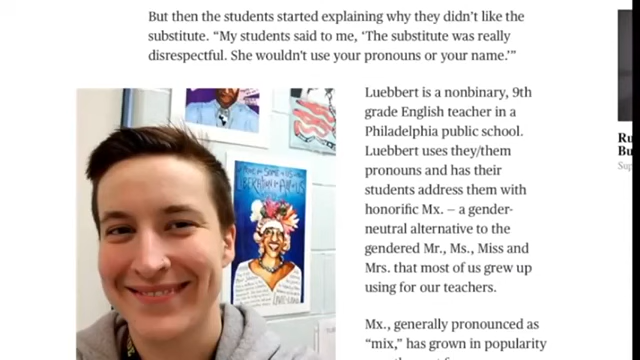 But then the students started explaining why they didn't like the
substitute. “My students said to me, ‘The substitute was really
disrespectful. She wouldn't use your pronouns or your name.’”
Luebbert is a nonbinary, 9th
grade English teacher in a
Philadelphia public school.
Luebbert uses they/them
pronouns and has their
students address them with
honorific Mx. – a gender-
neutral alternative to the
gendered Mr., Ms., Miss and
Mrs. that most of us grew up
using for our teachers.
Mx., generally pronounced as
“mix,” has grown in popularity
Ru
Bu
Sup